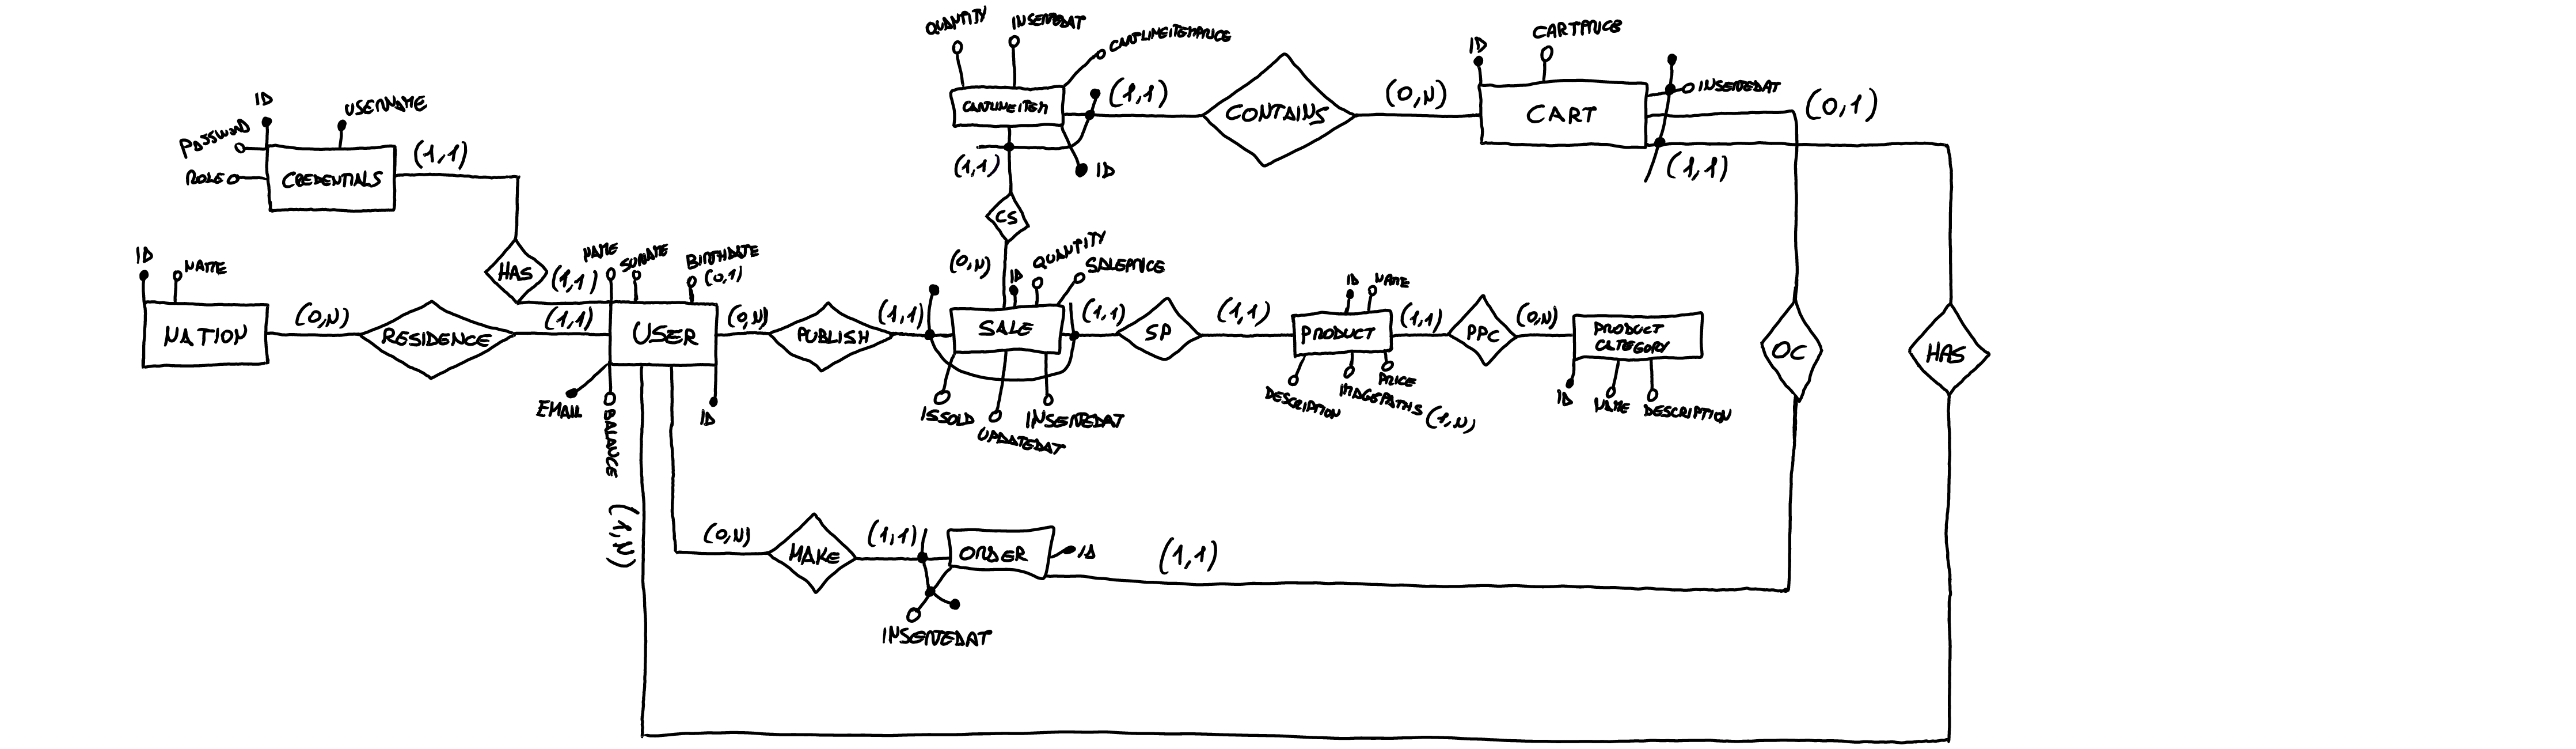 QUANTITY
INSERTEDAT
CARTLINEITEMPRICE
CARTLINEITEM
(1,1)
CONTAINS
(0,N)
ID
CARTPRICE
CART
INSERTEDAT
(0,1)
(1,1)
(1,1)
ID
CS
(0,N)
ID
USERNAME
PASSWORD
ROLE
CREDENTIALS
(1,1)
HAS
(1,1)
ID
NAME
NATION
(0,N)
RESIDENCE
(1,1)
NAME
SURNAME
BIRTHDATE
(0,1)
USER
EMAIL
BALANCE
ID
(0,N)
PUBLISH
(1,1)
ID
QUANTITY
SALEPRICE
SALE
ISSOLD
UPDATEDAT
INSERTEDAT
(1,1)
SP
(1,1)
ID
NAME
PRODUCT
DESCRIPTION
IMAGEPATHS (1,N)
PRICE
(1,1)
PPC
(0,N)
PRODUCT
CATEGORY
ID
NAME
DESCRIPTION
OC
HAS
(1,N)
(0,N)
MAKE
(1,1)
ORDER
ID
(1,1)
INSERTEDAT